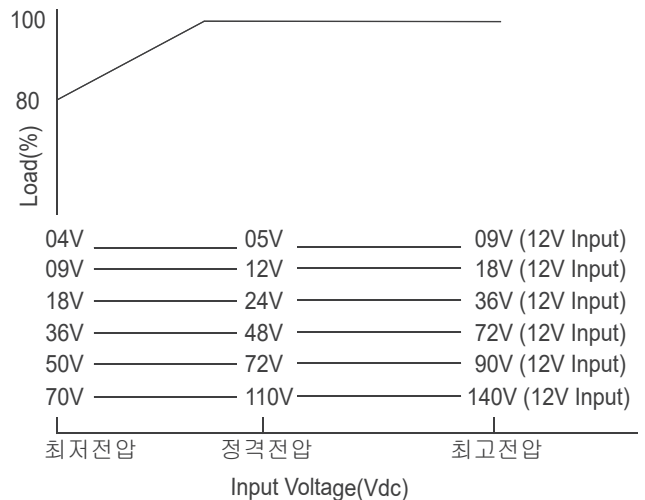 100
80
Load(%)
04V 05V 09V (12V Input)
09V 12V 18V (12V Input)
18V 24V 36V (12V Input)
36V 48V 72V (12V Input)
50V 72V 90V (12V Input)
70V 110V 140V (12V Input)
최저전압 정격전압 최고전압
Input Voltage(Vdc)